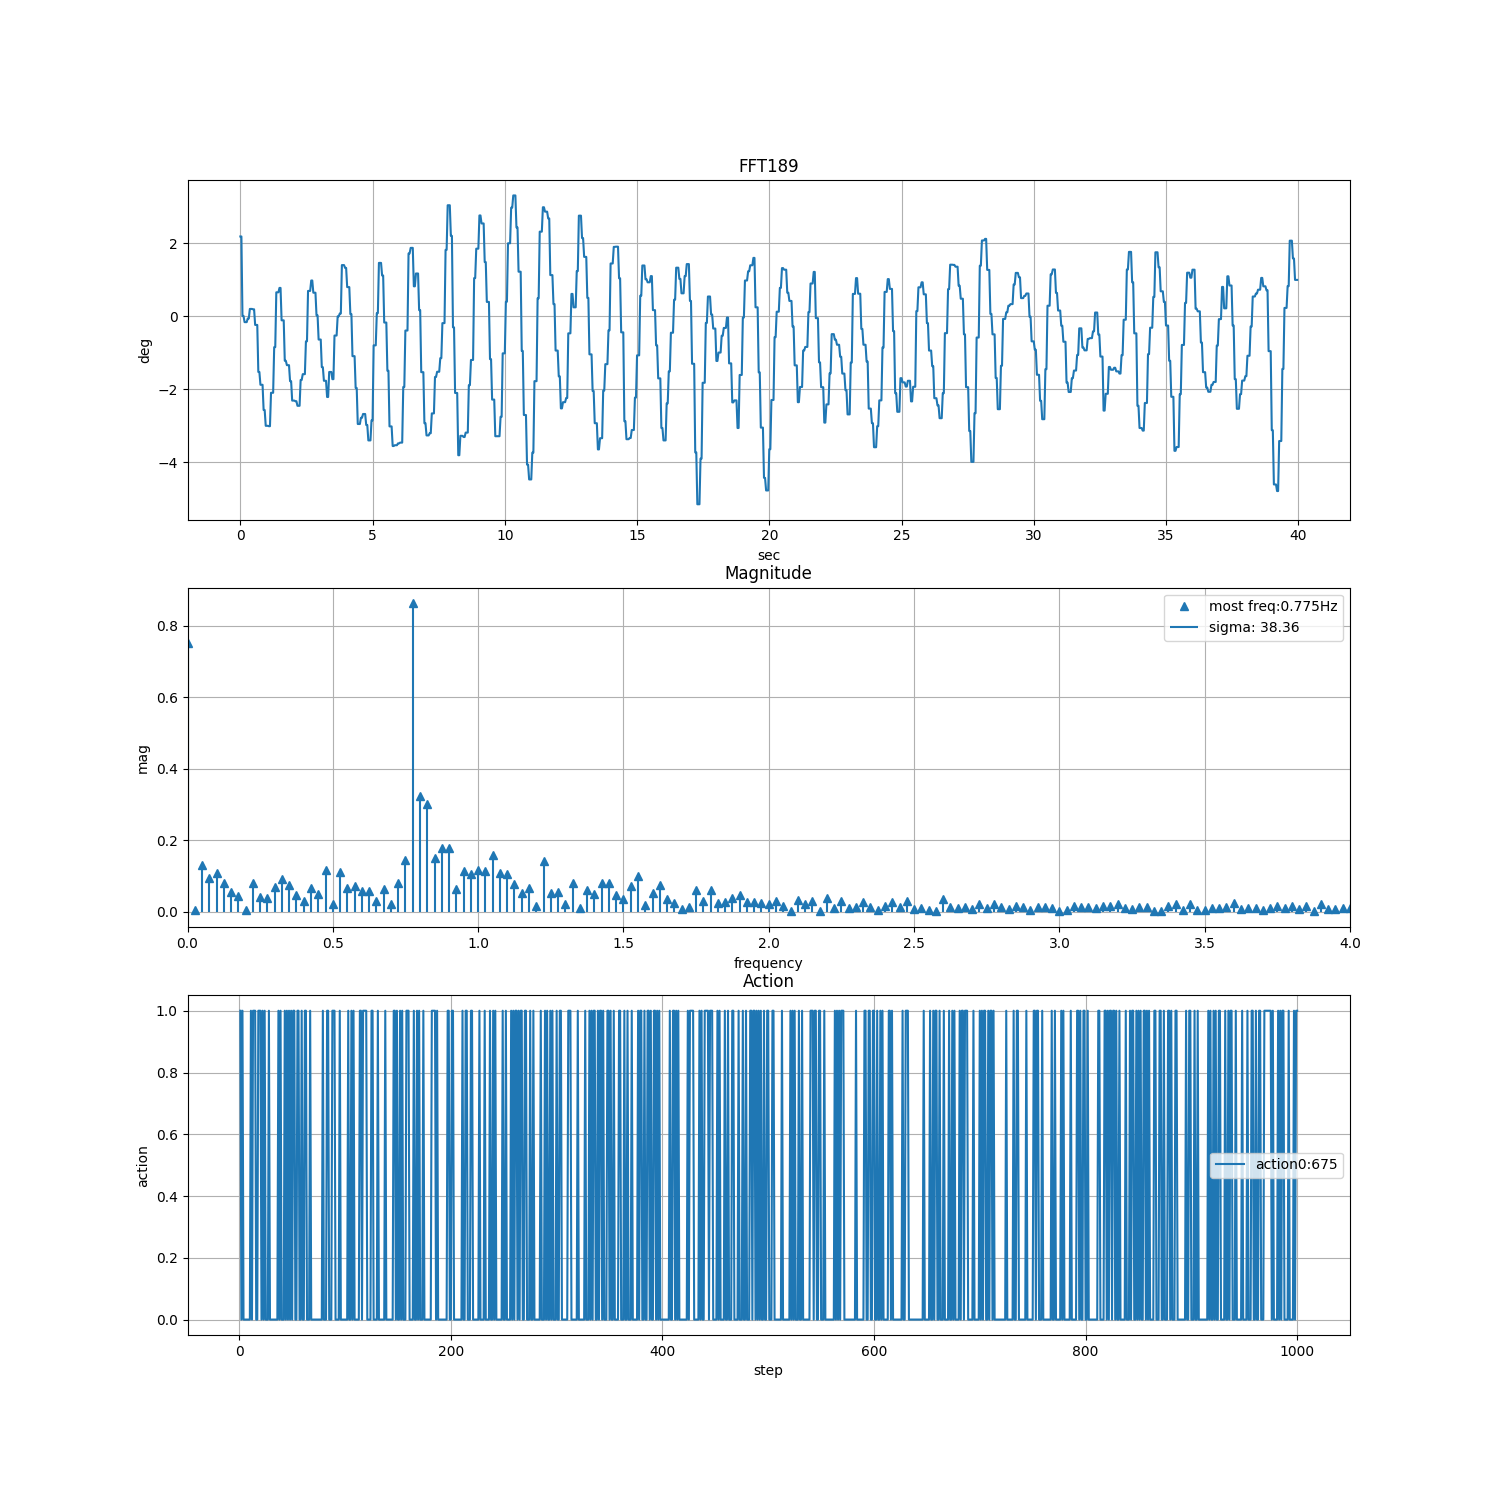 FFT189
2
0
−2
−4
deg
0 5 10 15 20 25 30 35 40
sec
Magnitude
most freq:0.775Hz
sigma: 38.36
0.8
0.6
0.4
0.2
0.0
mag
0.0 0.5 1.0 1.5 2.0 2.5 3.0 3.5 4.0
frequency
Action
1.0
0.8
0.6
0.4
0.2
0.0
action
action0:675
0 200 400 600 800 1000
step